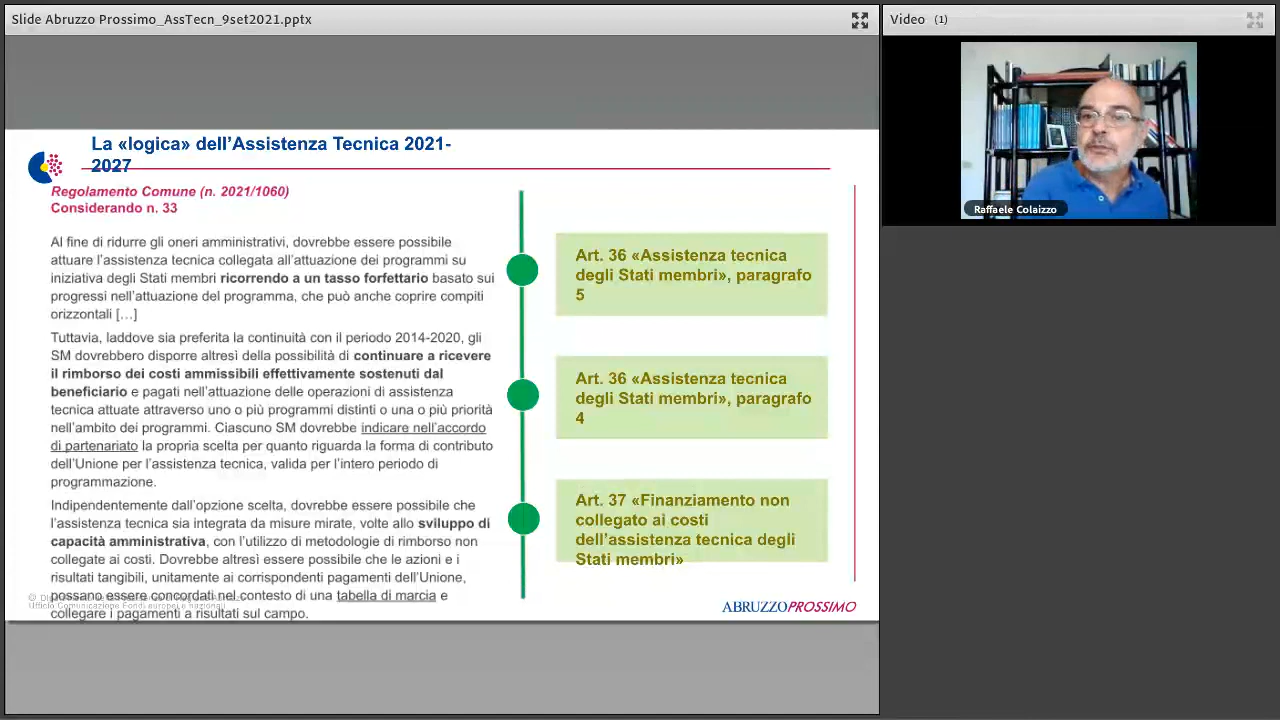 Slide Abruzzo Prossimo_AssTecn_9set2021.pptx
Video (1)
Raffaele Colaizzo
La «logica» dell'Assistenza Tecnica 2021-
2027
Regolamento Comune (n. 2021/1060)
Considerando n. 33
Al fine di ridurre gli oneri amministrativi, dovrebbe essere possibile
attuare l'assistenza tecnica collegata all'attuazione dei programmi su
iniziativa degli Stati membri ricorrendo a un tasso forfettario basato sui
progressi nell'attuazione del programma, che può anche coprire compiti
orizzontali […]
Tuttavia, laddove sia preferita la continuità con il periodo 2014-2020, gli
SM dovrebbero disporre altresì della possibilità di continuare a ricevere
il rimborso dei costi ammissibili effettivamente sostenuti dal
beneficiario e pagati nell'attuazione delle operazioni di assistenza
tecnica attuate attraverso uno o più programmi distinti o una o più priorità
nell'ambito dei programmi. Ciascuno SM dovrebbe indicare nell'accordo
di partenariato la propria scelta per quanto riguarda la forma di contributo
dell'Unione per l'assistenza tecnica, valida per l'intero periodo di
programmazione.
Indipendentemente dall'opzione scelta, dovrebbe essere possibile che
l'assistenza tecnica sia integrata da misure mirate, volte allo sviluppo di
capacità amministrativa, con l'utilizzo di metodologie di rimborso non
collegate ai costi. Dovrebbe altresì essere possibile che le azioni e i
risultati tangibili, unitamente ai corrispondenti pagamenti dell'Unione,
possano essere concordati nel contesto di una tabella di marcia e
collegare i pagamenti a risultati sul campo.
Art. 36 «Assistenza tecnica
degli Stati membri», paragrafo
5
Art. 36 «Assistenza tecnica
degli Stati membri», paragrafo
4
Art. 37 «Finanziamento non
collegato ai costi
dell'assistenza tecnica degli
Stati membri»
Ufficio Comunicazione Fondi europei e nazionali
ABRUZZOPROSSIMO